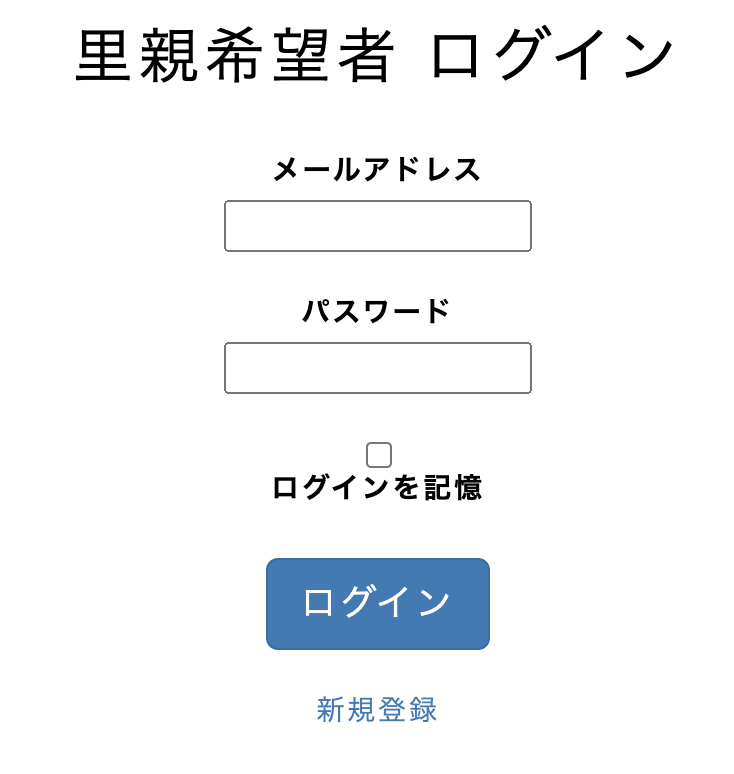 里親希望者 ログイン
メールアドレス
パスワード
ログインを記憶
ログイン
新規登録